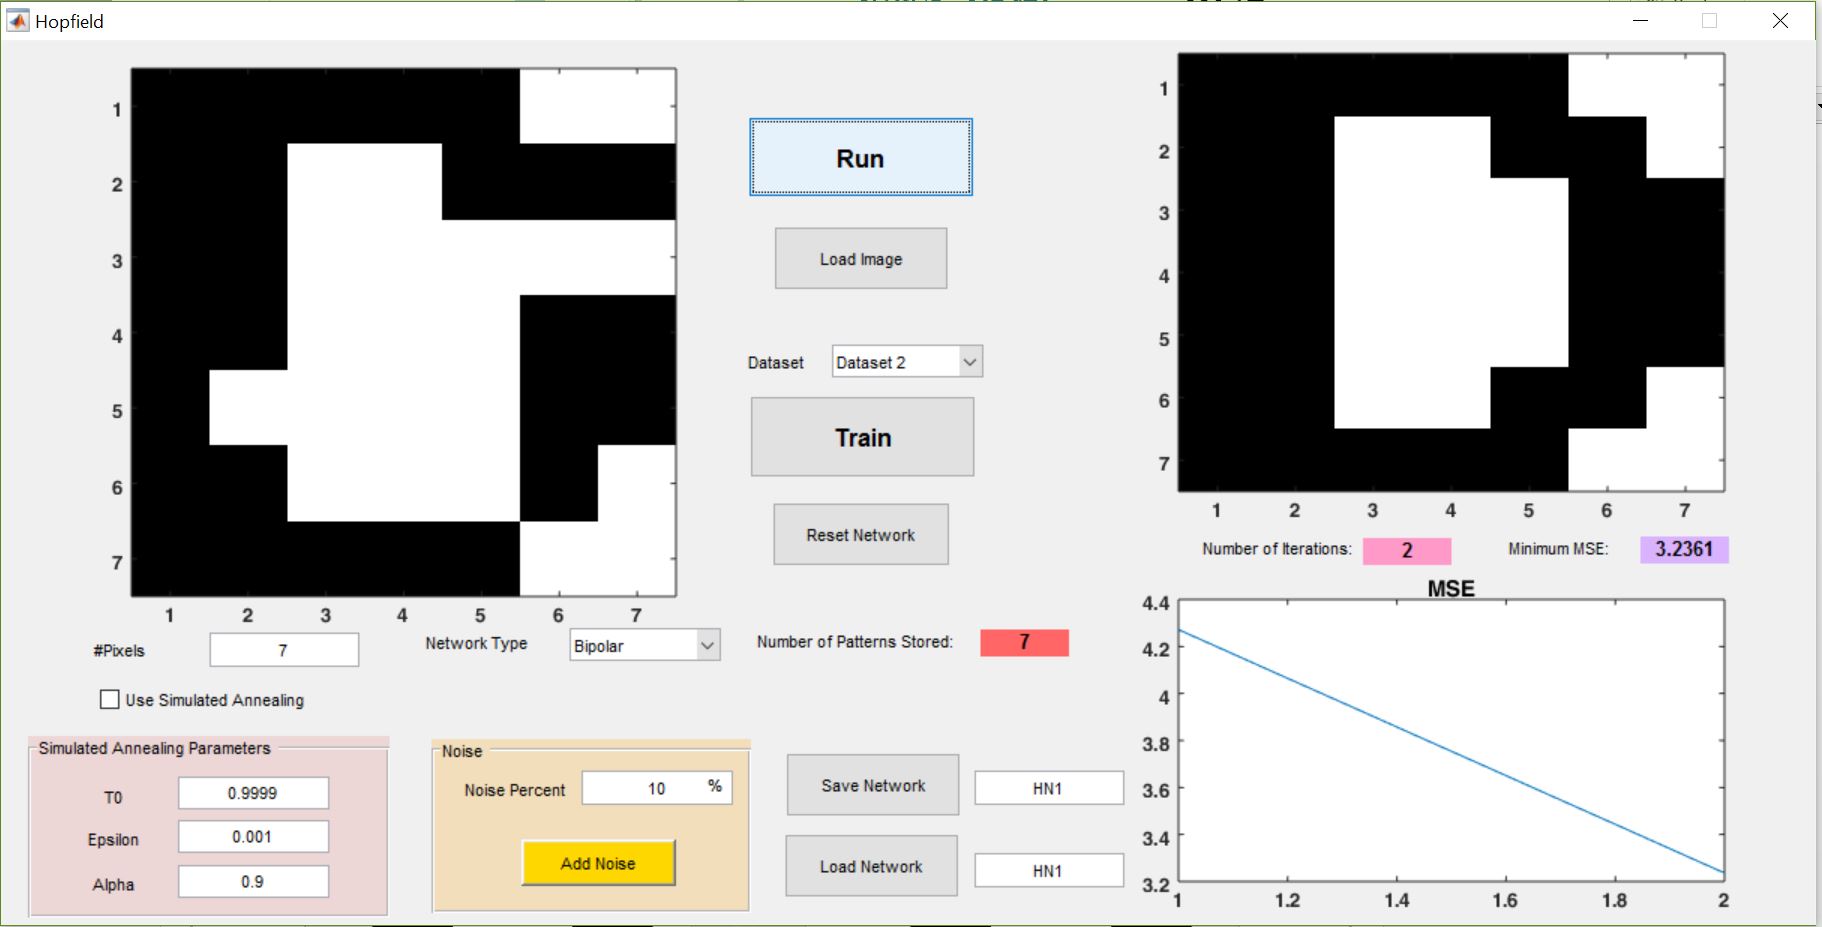 Hopfield
1
2
3
4
5
6
7
1 2 3 4 5 6 7
#Pixels 7
Network Type Bipolar
Use Simulated Annealing
Simulated Annealing Parameters
T0 0.9999
Epsilon 0.001
Alpha 0.9
Noise
Noise Percent 10 %
Add Noise
Run
Load Image
Dataset Dataset 2
Train
Reset Network
Number of Patterns Stored: 7
Save Network HN1
Load Network HN1
1
2
3
4
5
6
7
1 2 3 4 5 6 7
Number of Iterations: 2 Minimum MSE: 3.2361
MSE
4.4
4.2
4
3.8
3.6
3.4
3.2
1 1.2 1.4 1.6 1.8 2